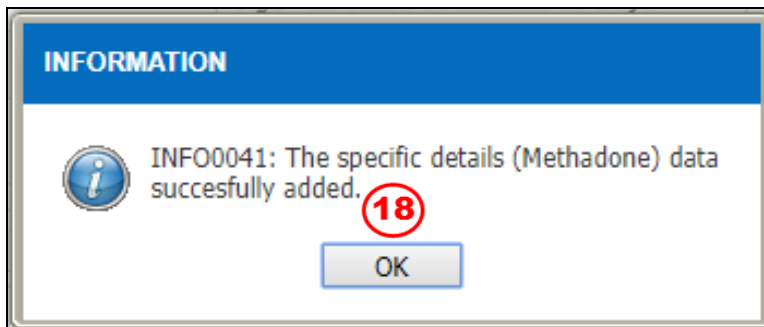 INFORMATION
INFO0041: The specific details (Methadone) data
succesfully added.
18
OK